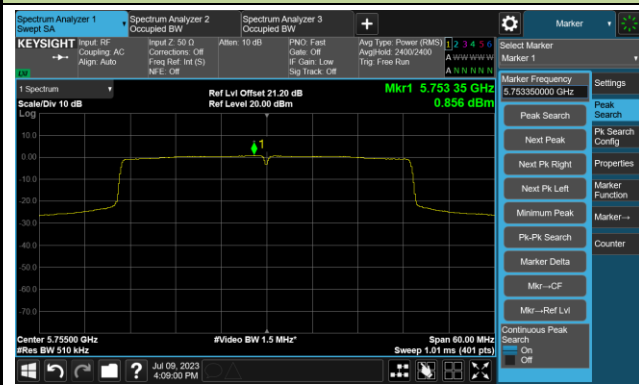 Spectrum Analyzer 1
Swept SA
Spectrum Analyzer 2
Occupied BW
Spectrum Analyzer 3
Occupied BW
+
Marker
KEYSIGHT
Input: RF
Coupling: AC
Align: Auto
Input Z: 50 Ω
Corrections: Off
Freq Ref: Int (S)
NFE: Off
Atten: 10 dB
PNO: Fast
Gate: Off
IF Gain: Low
Sig Track: Off
Avg Type: Power (RMS)
Avg|Hold: 2400/2400
Trig: Free Run
1 2 3 4 5 6
A W W W W W
A N N N N N
LXI
Select Marker
Marker 1
1 Spectrum
Scale/Div 10 dB
Log
Ref Lvl Offset 21.20 dB
Ref Level 20.00 dBm
Mkr1 5.753 35 GHz
0.856 dBm
1
10.0
0.00
-10.0
-20.0
-30.0
-40.0
-50.0
-60.0
-70.0
Center 5.75500 GHz
#Res BW 510 kHz
#Video BW 1.5 MHz*
Span 60.00 MHz
Sweep 1.01 ms (401 pts)
Marker Frequency
5.753350000 GHz
Peak Search
Next Peak
Next Pk Right
Next Pk Left
Minimum Peak
Pk-Pk Search
Marker Delta
Mkr→CF
Mkr→Ref Lvl
Continuous Peak
Search
On
Off
Settings
Peak
Search
Pk Search
Config
Properties
Marker
Function
Marker→
Counter
?
Jul 09, 2023
4:09:00 PM